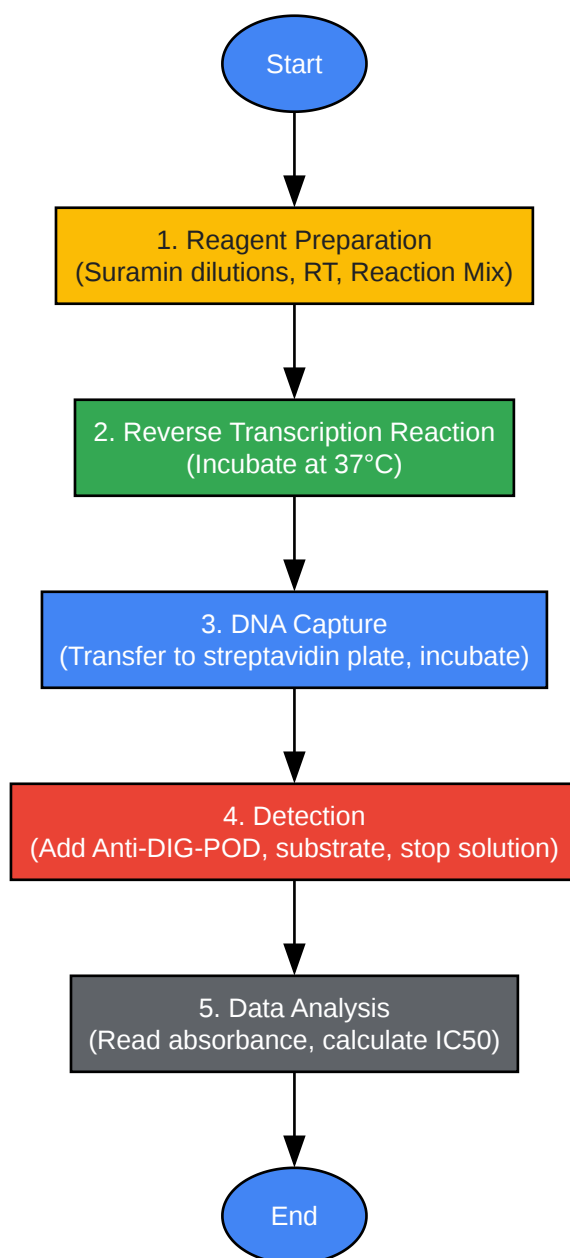 Start
1. Reagent Preparation
(Suramin dilutions, RT, Reaction Mix)
2. Reverse Transcription Reaction
(Incubate at 37°C)
3. DNA Capture
(Transfer to streptavidin plate, incubate)
4. Detection
(Add Anti-DIG-POD, substrate, stop solution)
5. Data Analysis
(Read absorbance, calculate IC50)
End